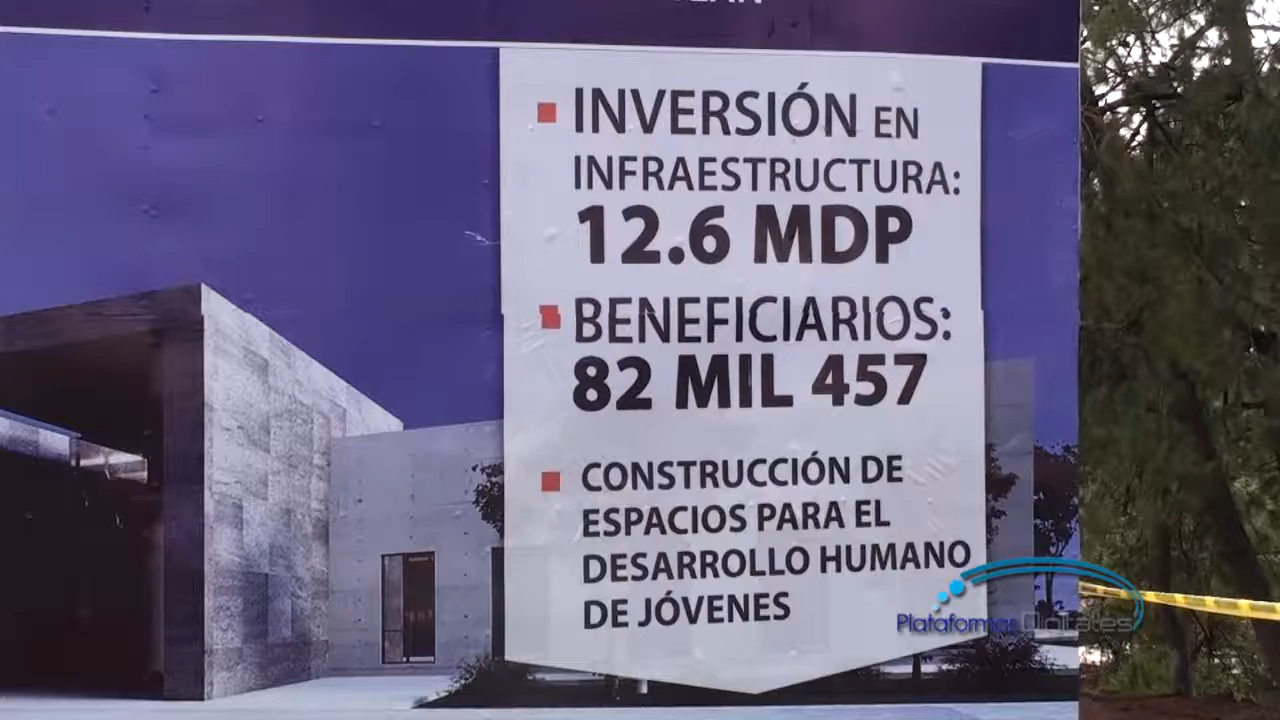 INVERSIÓN EN
INFRAESTRUCTURA:
12.6 MDP
BENEFICIARIOS:
82 MIL 457
CONSTRUCCIÓN DE
ESPACIOS PARA EL
DESARROLLO HUMANO
DE JÓVENES
Plataformas Digitales